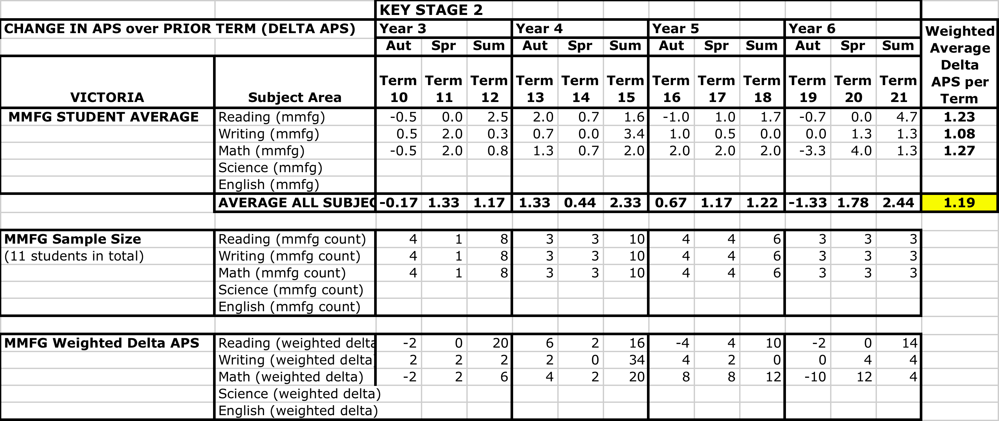 KEY STAGE 2
CHANGE IN APS over PRIOR TERM (DELTA APS) Year 3 Year 4 Year 5 Year 6 Weighted Average Delta APS per Term
Aut Spr Sum Aut Spr Sum Aut Spr Sum Aut Spr Sum
VICTORIA Subject Area Term 10 Term 11 Term 12 Term 13 Term 14 Term 15 Term 16 Term 17 Term 18 Term 19 Term 20 Term 21
MMFG STUDENT AVERAGE Reading (mmfg) -0.5 0.0 2.5 2.0 0.7 1.6 -1.0 1.0 1.7 -0.7 0.0 4.7 1.23
Writing (mmfg) 0.5 2.0 0.3 0.7 0.0 3.4 1.0 0.5 0.0 0.0 1.3 1.3 1.08
Math (mmfg) -0.5 2.0 0.8 1.3 0.7 2.0 2.0 2.0 2.0 -3.3 4.0 1.3 1.27
Science (mmfg)
English (mmfg)
AVERAGE ALL SUBJEC -0.17 1.33 1.17 1.33 0.44 2.33 0.67 1.17 1.22 -1.33 1.78 2.44 1.19
MMFG Sample Size Reading (mmfg count) 4 1 8 3 3 10 4 4 6 3 3 3
(11 students in total) Writing (mmfg count) 4 1 8 3 3 10 4 4 6 3 3 3
Math (mmfg count) 4 1 8 3 3 10 4 4 6 3 3 3
Science (mmfg count)
English (mmfg count)
MMFG Weighted Delta APS Reading (weighted delta -2 0 20 6 2 16 -4 4 10 -2 0 14
Writing (weighted delta) 2 2 2 2 0 34 4 2 0 0 4 4
Math (weighted delta) -2 2 6 4 2 20 8 8 12 -10 12 4
Science (weighted delta)
English (weighted delta)